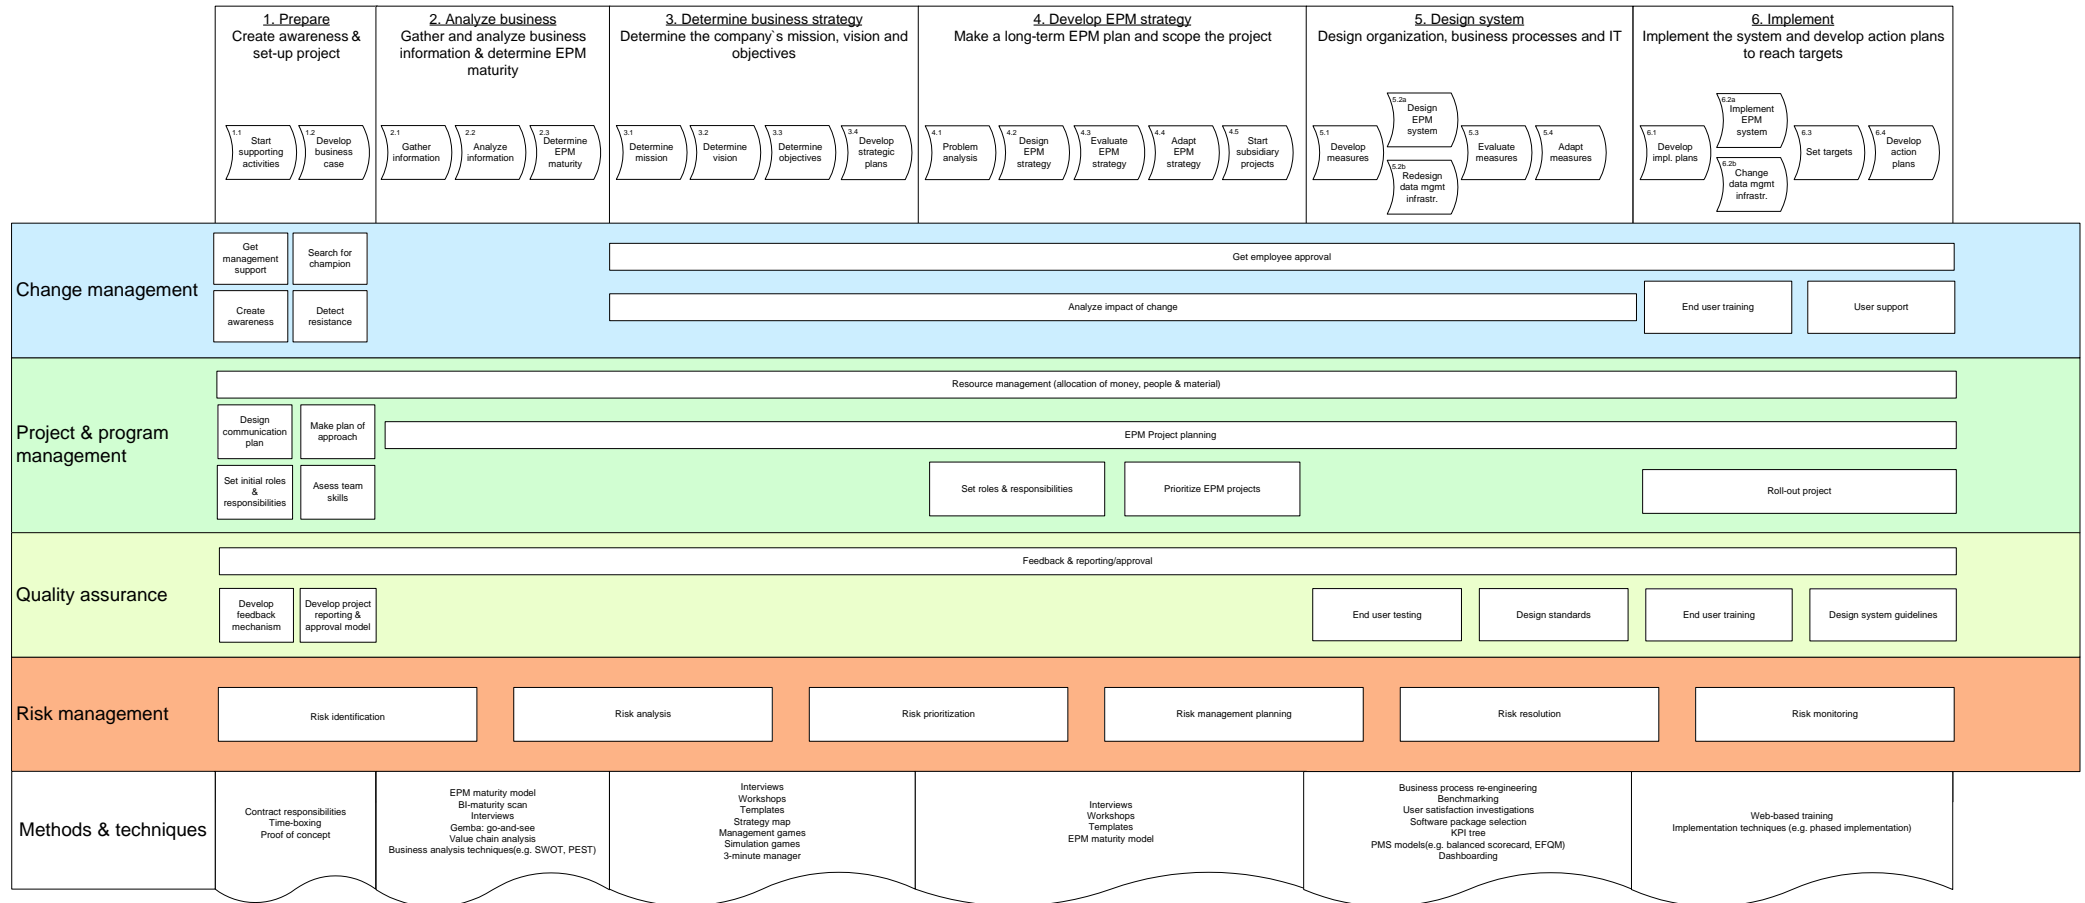 1. Prepare
Create awareness &
set-up project
2. Analyze business
Gather and analyze business
information & determine EPM
maturity
3. Determine business strategy
Determine the company`s mission, vision and
objectives
4. Develop EPM strategy
Make a long-term EPM plan and scope the project
5. Design system
Design organization, business processes and IT
6. Implement
Implement the system and develop action plans
to reach targets
1.1
Start
supporting
activities
1.2
Develop
business
case
2.1
Gather
information
2.2
Analyze
information
2.3
Determine
EPM
maturity
3.1
Determine
mission
3.2
Determine
vision
3.3
Determine
objectives
3.4
Develop
strategic
plans
4.1
Problem
analysis
4.2
Design
EPM
strategy
4.3
Evaluate
EPM
strategy
4.4
Adapt
EPM
strategy
4.5
Start
subsidiary
projects
5.1
Develop
measures
5.2a
Design
EPM
system
5.2b
Redesign
data mgmt
infrastr.
5.3
Evaluate
measures
5.4
Adapt
measures
6.1
Develop
impl. plans
6.2a
Implement
EPM
system
6.2b
Change
data mgmt
infrastr.
6.3
Set targets
6.4
Develop
action
plans
Change management
Get
management
support
Search for
champion
Create
awareness
Detect
resistance
Get employee approval
Analyze impact of change
End user training
User support
Project & program
management
Resource management (allocation of money, people & material)
Design
communication
plan
Make plan of
approach
EPM Project planning
Set initial roles
&
responsibilities
Asess team
skills
Set roles & responsibilities
Prioritize EPM projects
Roll-out project
Quality assurance
Feedback & reporting/approval
Develop
feedback
mechanism
Develop project
reporting &
approval model
End user testing
Design standards
End user training
Design system guidelines
Risk management
Risk identification
Risk analysis
Risk prioritization
Risk management planning
Risk resolution
Risk monitoring
Methods & techniques
Contract responsibilities
Time-boxing
Proof of concept
EPM maturity model
BI-maturity scan
Interviews
Gemba: go-and-see
Value chain analysis
Business analysis techniques(e.g. SWOT, PEST)
Interviews
Workshops
Templates
Strategy map
Management games
Simulation games
3-minute manager
Interviews
Workshops
Templates
EPM maturity model
Business process re-engineering
Benchmarking
User satisfaction investigations
Software package selection
KPI tree
PMS models(e.g. balanced scorecard, EFQM)
Dashboarding
Web-based training
Implementation techniques (e.g. phased implementation)